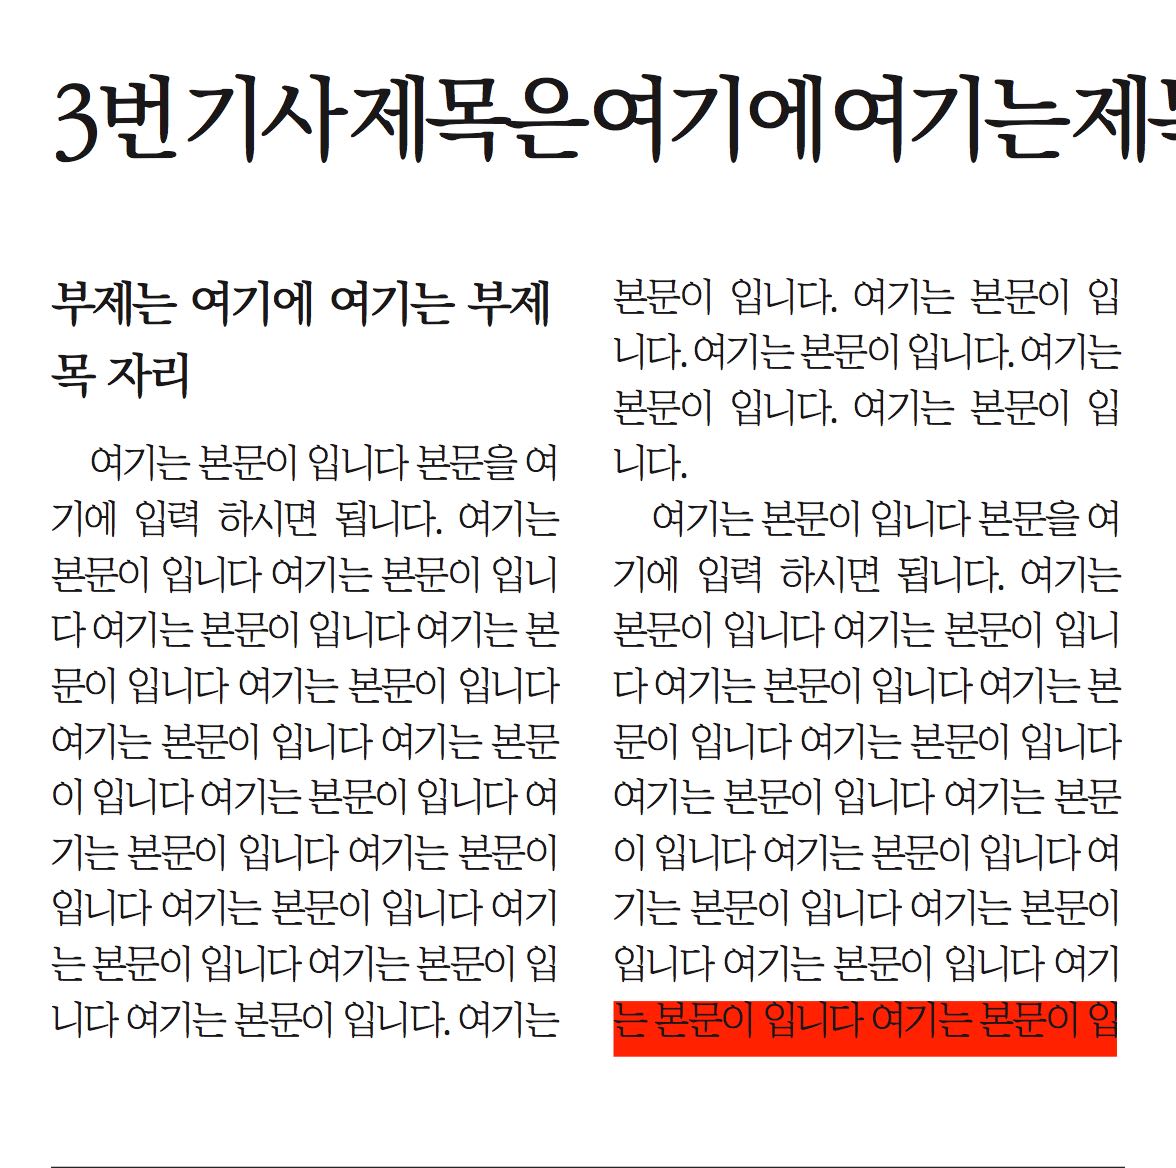 3번 기사 제목은 여기에 여기는 제
부제는 여기에 여기는 부제
목 자리
여기는 본문이 입니다 본문을 여
기에 입력 하시면 됩니다. 여기는
본문이 입니다 여기는 본문이 입니
다 여기는 본문이 입니다 여기는 본
문이 입니다 여기는 본문이 입니다
여기는 본문이 입니다 여기는 본문
이 입니다 여기는 본문이 입니다 여
기는 본문이 입니다 여기는 본문이
입니다 여기는 본문이 입니다 여기
는 본문이 입니다 여기는 본문이 입
니다 여기는 본문이 입니다. 여기는
본문이 입니다. 여기는 본문이 입
니다. 여기는 본문이 입니다. 여기는
본문이 입니다. 여기는 본문이 입
니다.
여기는 본문이 입니다 본문을 여
기에 입력 하시면 됩니다. 여기는
본문이 입니다 여기는 본문이 입니
다 여기는 본문이 입니다 여기는 본
문이 입니다 여기는 본문이 입니다
여기는 본문이 입니다 여기는 본문
이 입니다 여기는 본문이 입니다 여
기는 본문이 입니다 여기는 본문이
입니다 여기는 본문이 입니다 여기
는 본문이 입니다 여기는 본문이 입